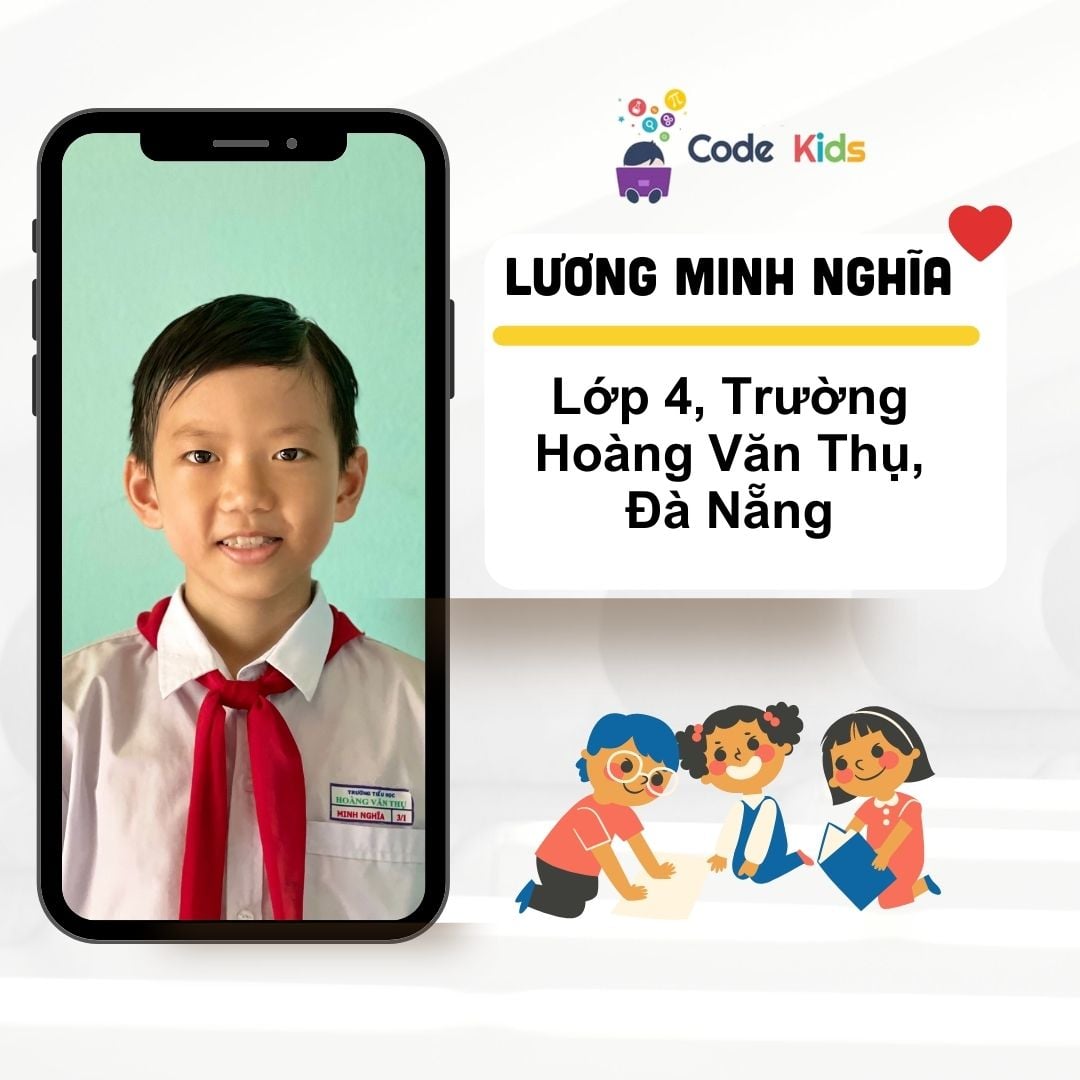 Code Kids
LƯƠNG MINH NGHĨA
Lớp 4, Trường
Hoàng Văn Thụ,
Đà Nẵng
TRƯỜNG TIỂU HỌC
HOÀNG VĂN THỤ
MINH NGHĨA 3/1